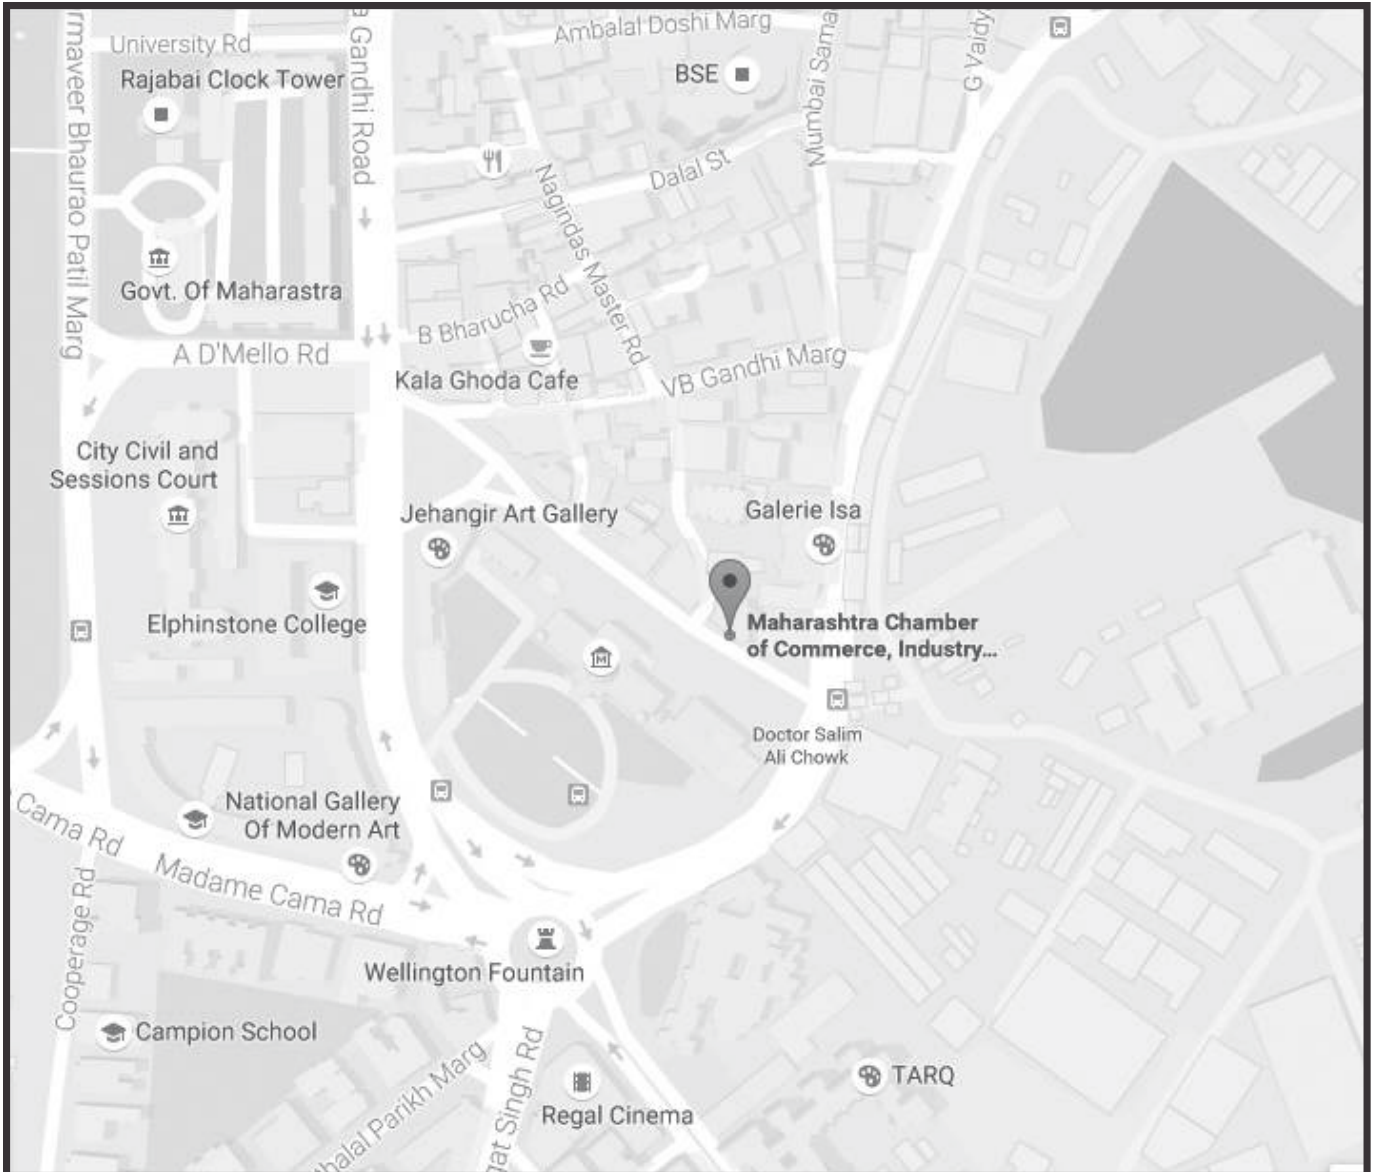 Ambalal Doshi Marg
University Rd
Rajabai Clock Tower
BSE
a Gandhi Road
rmaveer Bhaurao Patil Marg
Mumbai Sama
G V Vaidy
Dalal St
Nagindas Master Rd
Govt. Of Maharastra
B Bharucha Rd
A D'Mello Rd
Kala Ghoda Cafe
VB Gandhi Marg
City Civil and
Sessions Court
Jehangir Art Gallery
Galerie Isa
Elphinstone College
Maharashtra Chamber
of Commerce, Industry...
Doctor Salim
Ali Chowk
National Gallery
Of Modern Art
Cama Rd
Madame Cama Rd
Cooperage Rd
Wellington Fountain
Campion School
thalal Parikh Marg
gat Singh Rd
Regal Cinema
TARQ